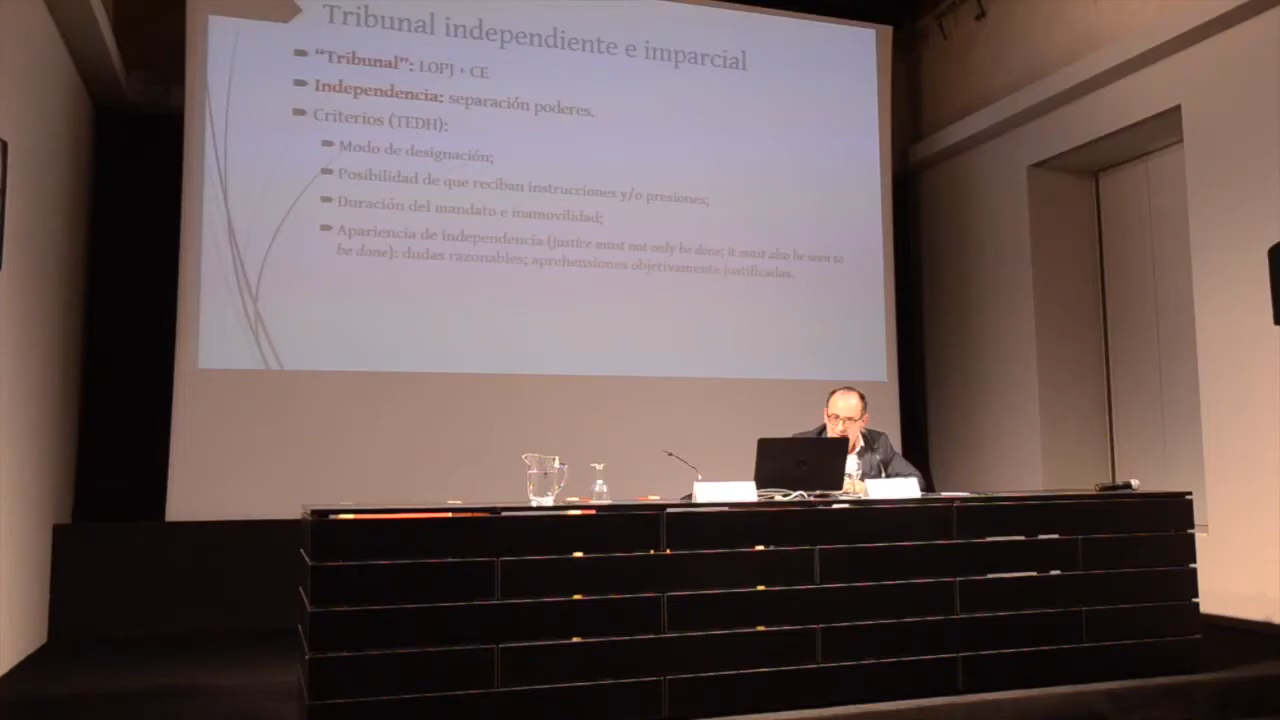 Tribunal independiente e imparcial
“Tribunal”: LOPJ + CE
Independencia: separación poderes.
Criterios (TEDH):
Modo de designación;
Posibilidad de que reciban instrucciones y/o presiones;
Duración del mandato e inamovilidad;
Apariencia de independencia (justice must not only be done; it must also be seen to
be done): dudas razonables; aprehensiones objetivamente justificadas.